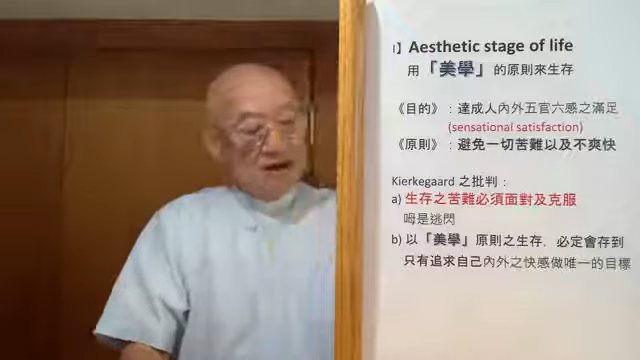 1】Aesthetic stage of life
用「美學」的原則來生存
《目的》：達成人內外五官六感之滿足
(sensational satisfaction)
《原則》：避免一切苦難以及不爽快
Kierkegaard 之批判：
a) 生存之苦難必須面對及克服
呣是逃閃
b) 以「美學」原則之生存，必定會存到
只有追求自己內外之快感做唯一的目標